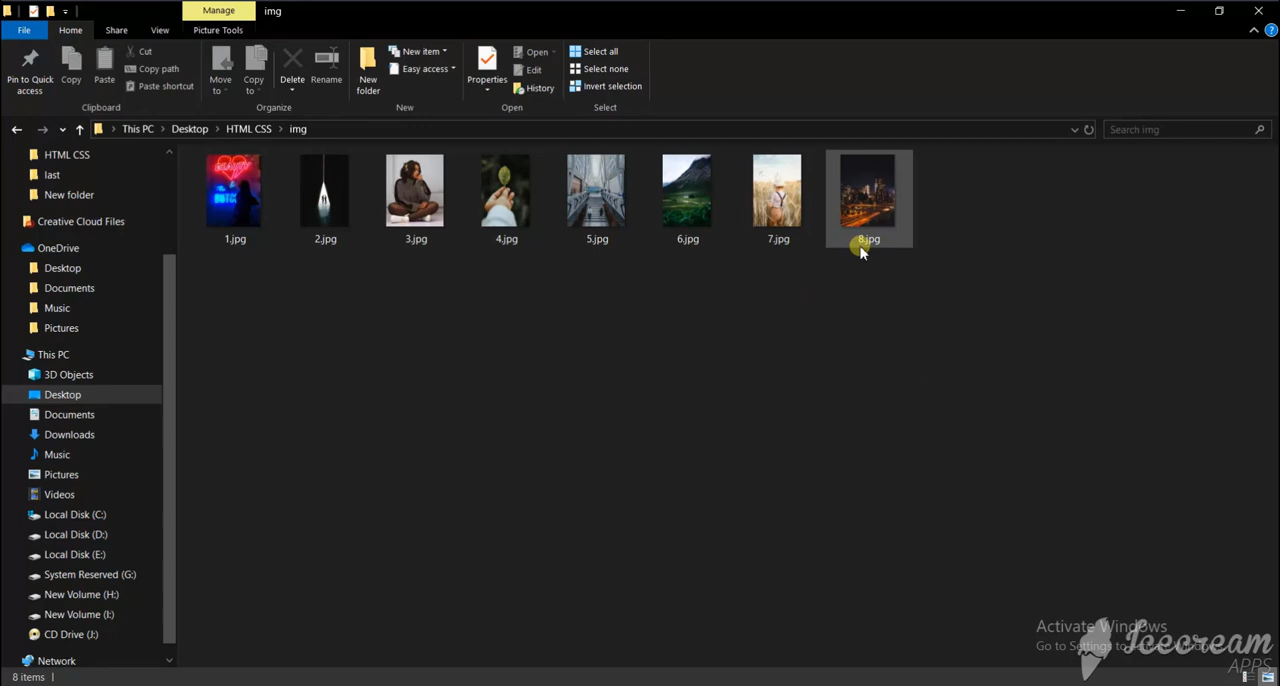 Manage
img
File
Home
Share
View
Picture Tools
Pin to Quick
access
Copy
Paste
Cut
Copy path
Paste shortcut
Move
to
Copy
to
Delete
Rename
New
folder
New item
Easy access
Properties
Open
Edit
History
Select all
Select none
Invert selection
Clipboard
Organize
New
Open
Select
This PC
Desktop
HTML CSS
img
Search img
HTML CSS
last
New folder
Creative Cloud Files
OneDrive
Desktop
Documents
Music
Pictures
This PC
3D Objects
Desktop
Documents
Downloads
Music
Pictures
Videos
Local Disk (C:)
Local Disk (D:)
Local Disk (E:)
System Reserved (G:)
New Volume (H:)
New Volume (I:)
CD Drive (J:)
Network
1.jpg
2.jpg
3.jpg
4.jpg
5.jpg
6.jpg
7.jpg
8.jpg
Activate Windows
Go to Settings to Activate Windows.
Icecream
APPS
8 items